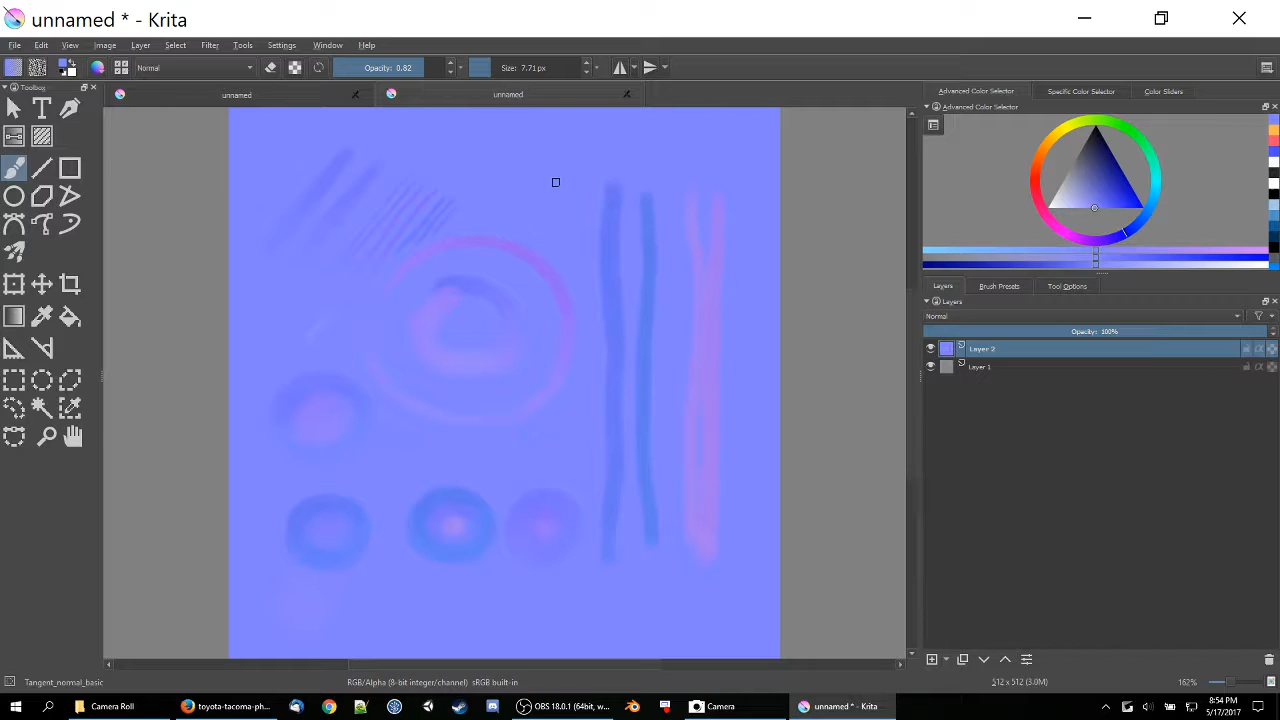 unnamed * - Krita
File Edit View Image Layer Select Filter Tools Settings Window Help
Normal Opacity: 0.82 Size: 7.71 px
Toolbox
unnamed unnamed
Advanced Color Selector Specific Color Selector Color Sliders
Advanced Color Selector
Layers Brush Presets Tool Options
Layers
Normal
Opacity: 100%
Layer 2
Layer 1
Tangent_normal_basic RGB/Alpha (8-bit integer/channel) sRGB built-in 512 x 512 (3.0M) 162%
Camera Roll toyota-tacoma-ph... OBS 18.0.1 (64bit, w... Camera unnamed * - Krita
8:54 PM
5/17/2017